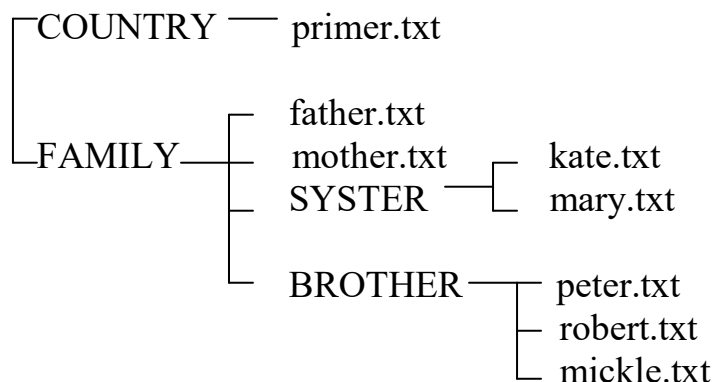 COUNTRY primer.txt
father.txt
FAMILY mother.txt kate.txt
SYSTER mary.txt
BROTHER peter.txt
robert.txt
mickle.txt